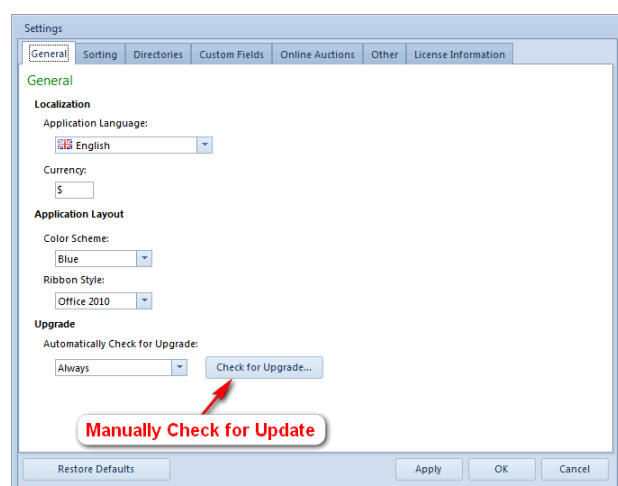 Settings
General Sorting Directories Custom Fields Online Auctions Other License Information
General
Localization
Application Language:
English
Currency:
$
Application Layout
Color Scheme:
Blue
Ribbon Style:
Office 2010
Upgrade
Automatically Check for Upgrade:
Always Check for Upgrade...
Manually Check for Update
Restore Defaults Apply OK Cancel